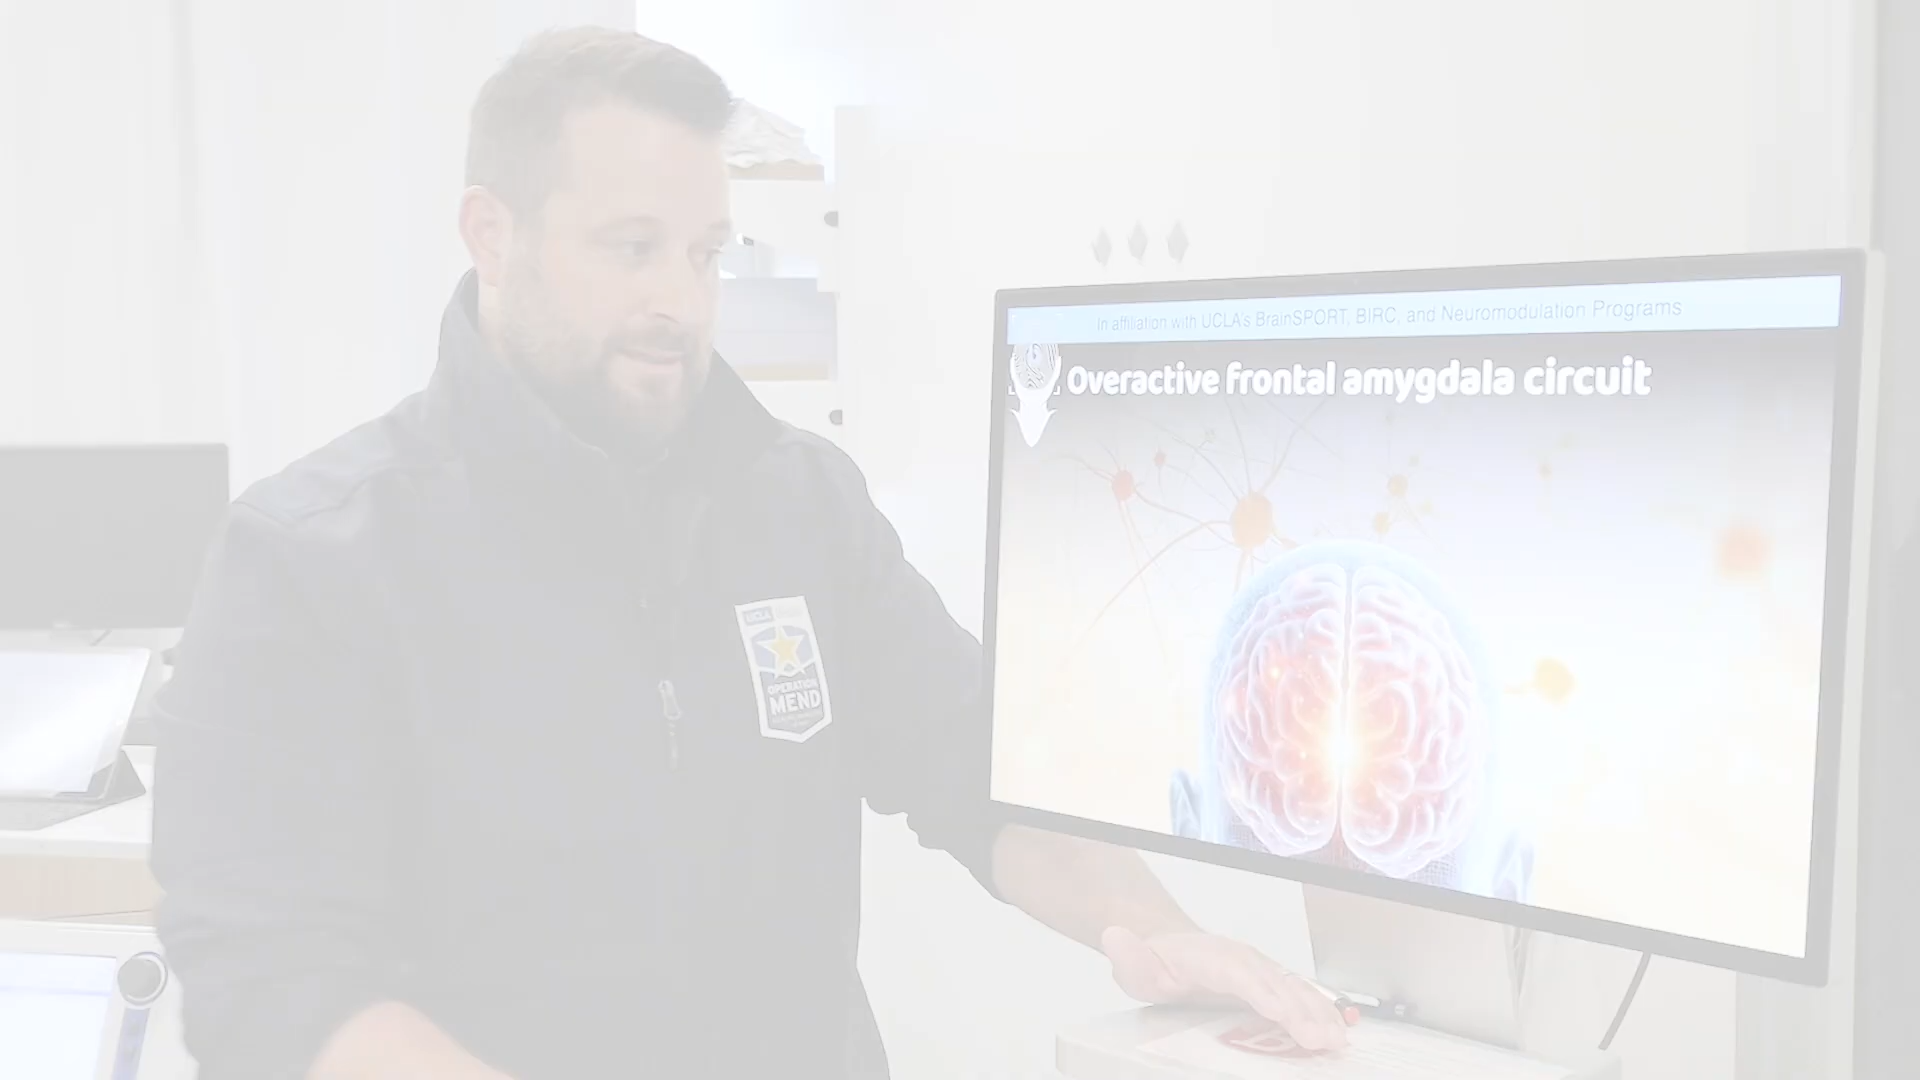 In affiliation with UCLA's BrainSPORT, BIRC, and Neuromodulation Programs
Overactive frontal amygdala circuit
UCLA
OPERATION
MEND